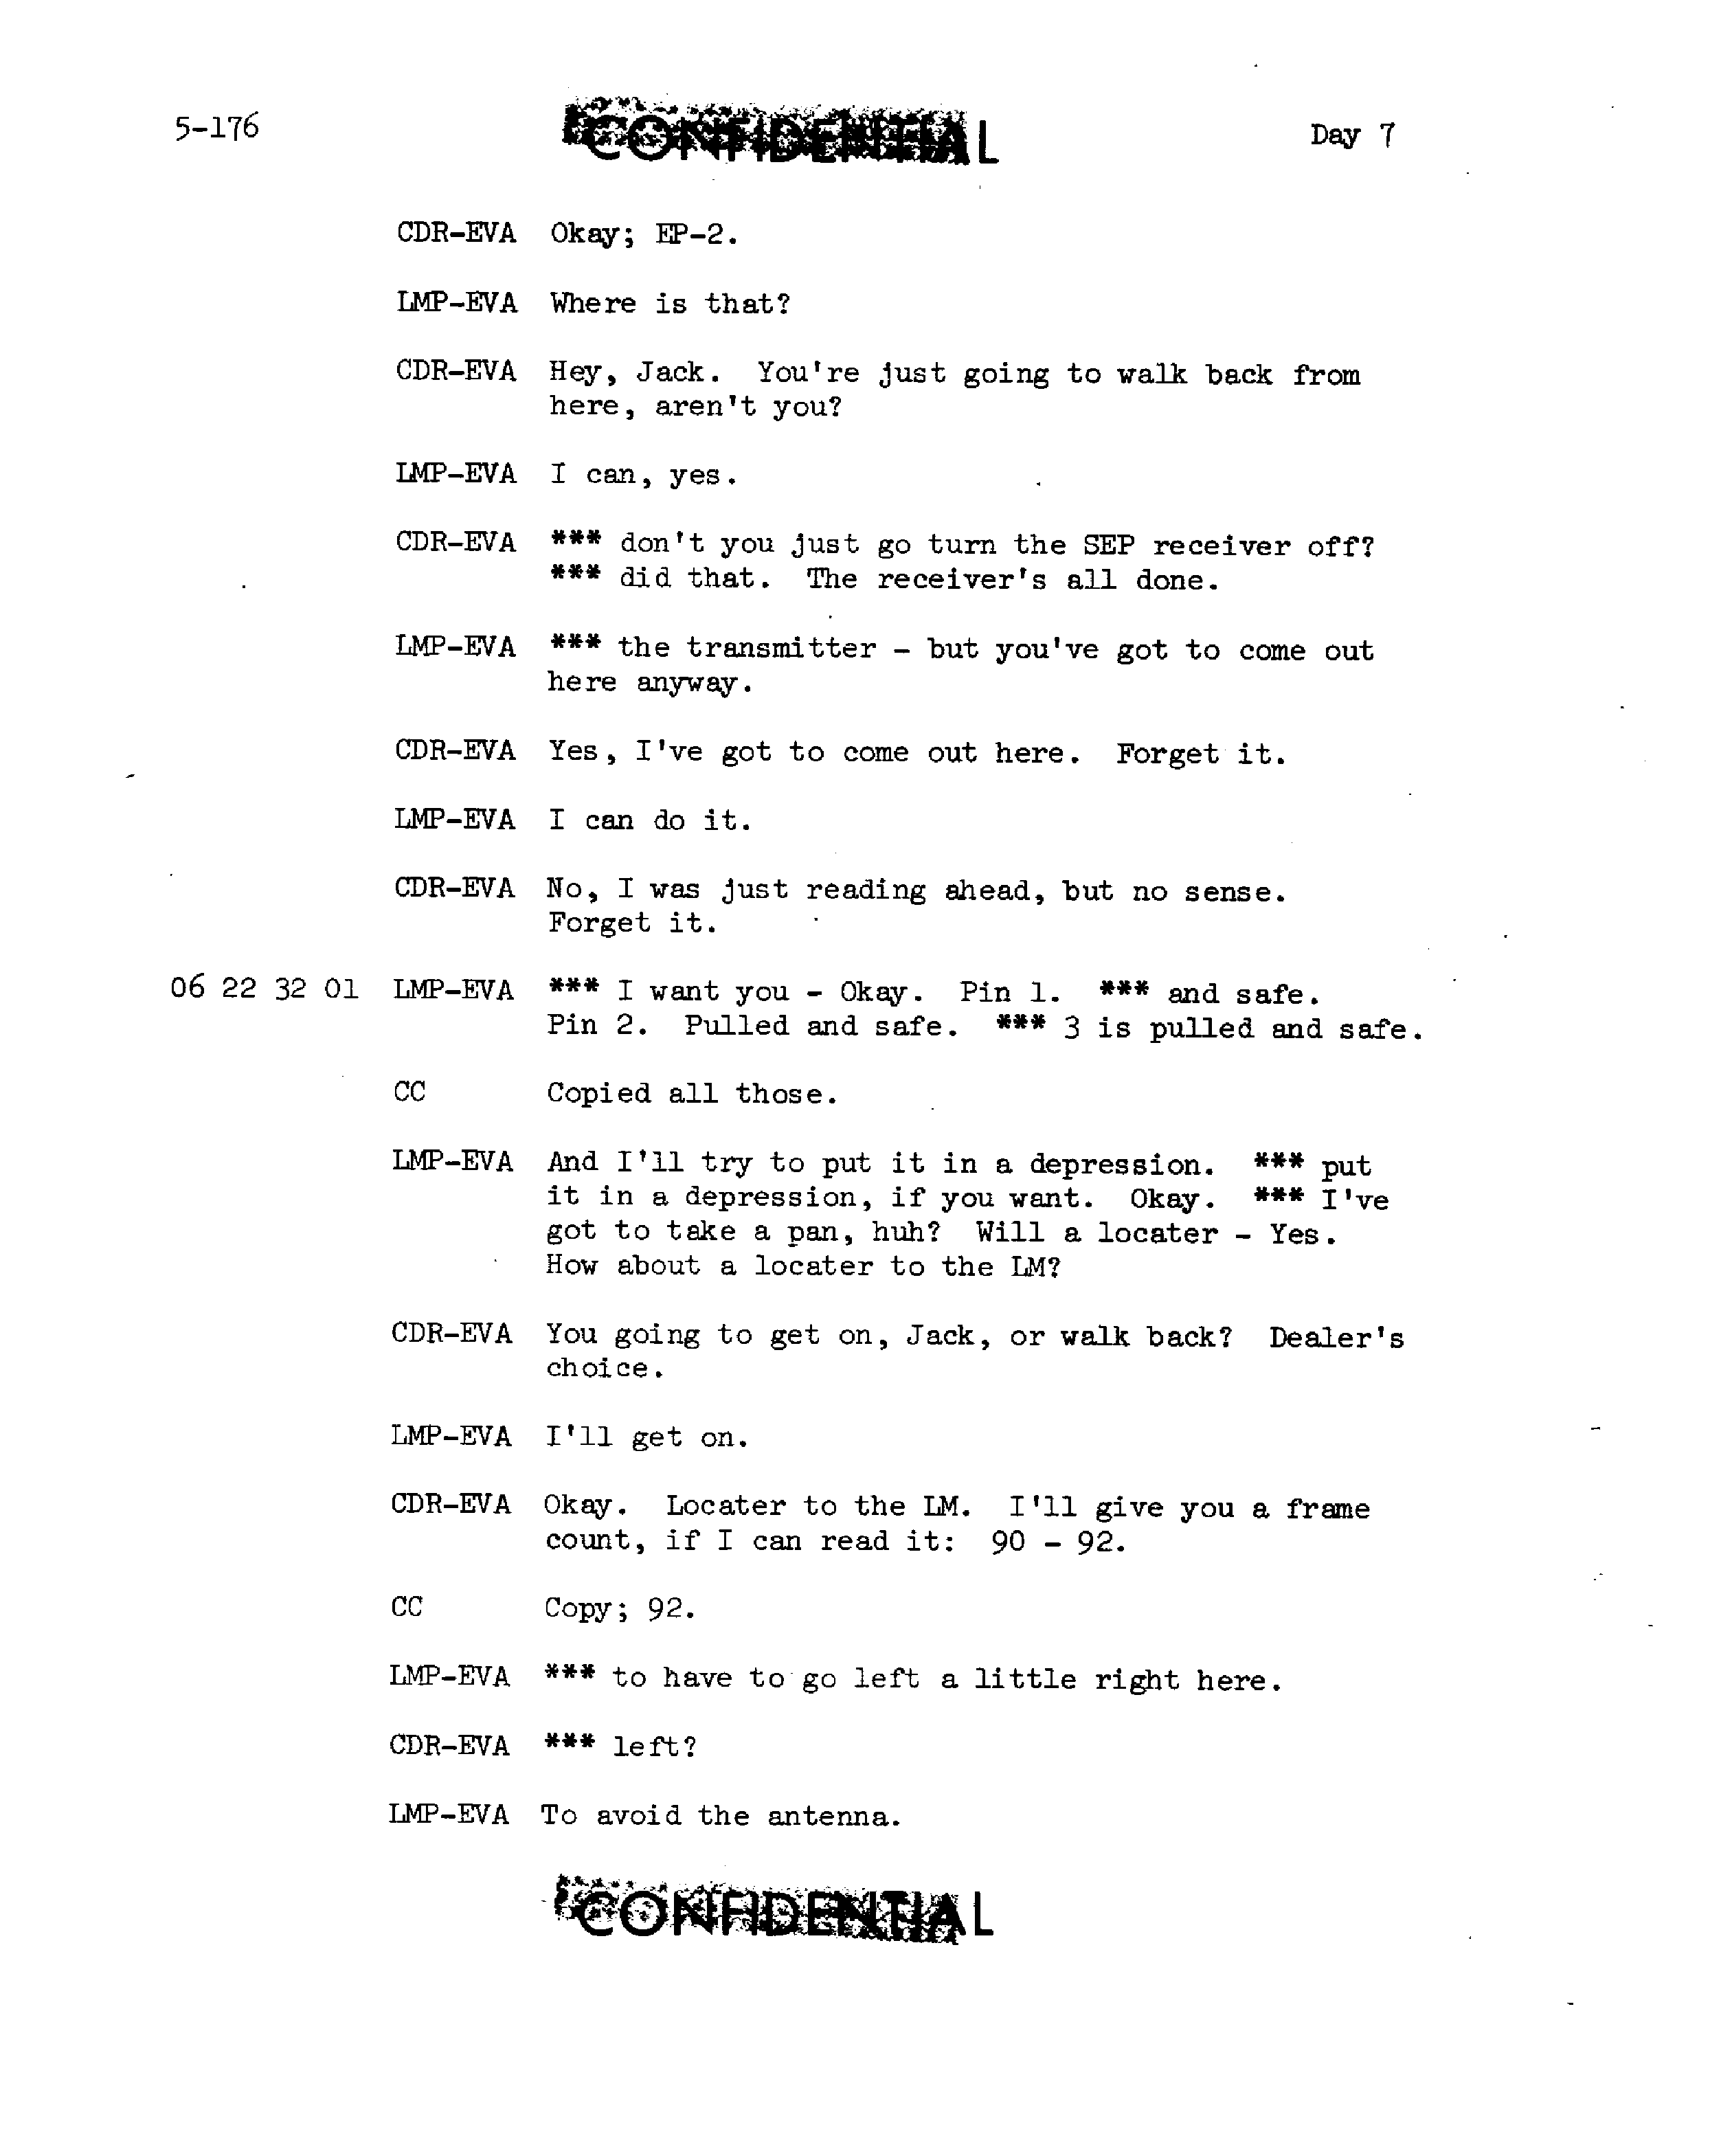 5-176 CONFIDENTIAL Day 7
CDR-EVA Okay; EP-2.
LMP-EVA Where is that?
CDR-EVA Hey, Jack. You're just going to walk back from
here, aren't you?
LMP-EVA I can, yes.
CDR-EVA *** don't you just go turn the SEP receiver off?
*** did that. The receiver's all done.
LMP-EVA *** the transmitter - but you've got to come out
here anyway.
CDR-EVA Yes, I've got to come out here. Forget it.
LMP-EVA I can do it.
CDR-EVA No, I was just reading ahead, but no sense.
Forget it.
06 22 32 01 LMP-EVA *** I want you - Okay. Pin 1. *** and safe.
Pin 2. Pulled and safe. *** 3 is pulled and safe.
CC Copied all those.
LMP-EVA And I'll try to put it in a depression. *** put
it in a depression, if you want. Okay. *** I've
got to take a pan, huh? Will a locater - Yes.
How about a locater to the LM?
CDR-EVA You going to get on, Jack, or walk back? Dealer's
choice.
LMP-EVA I'll get on.
CDR-EVA Okay. Locater to the LM. I'll give you a frame
count, if I can read it: 90 - 92.
CC Copy; 92.
LMP-EVA *** to have to go left a little right here.
CDR-EVA *** left?
LMP-EVA To avoid the antenna.
CONFIDENTIAL